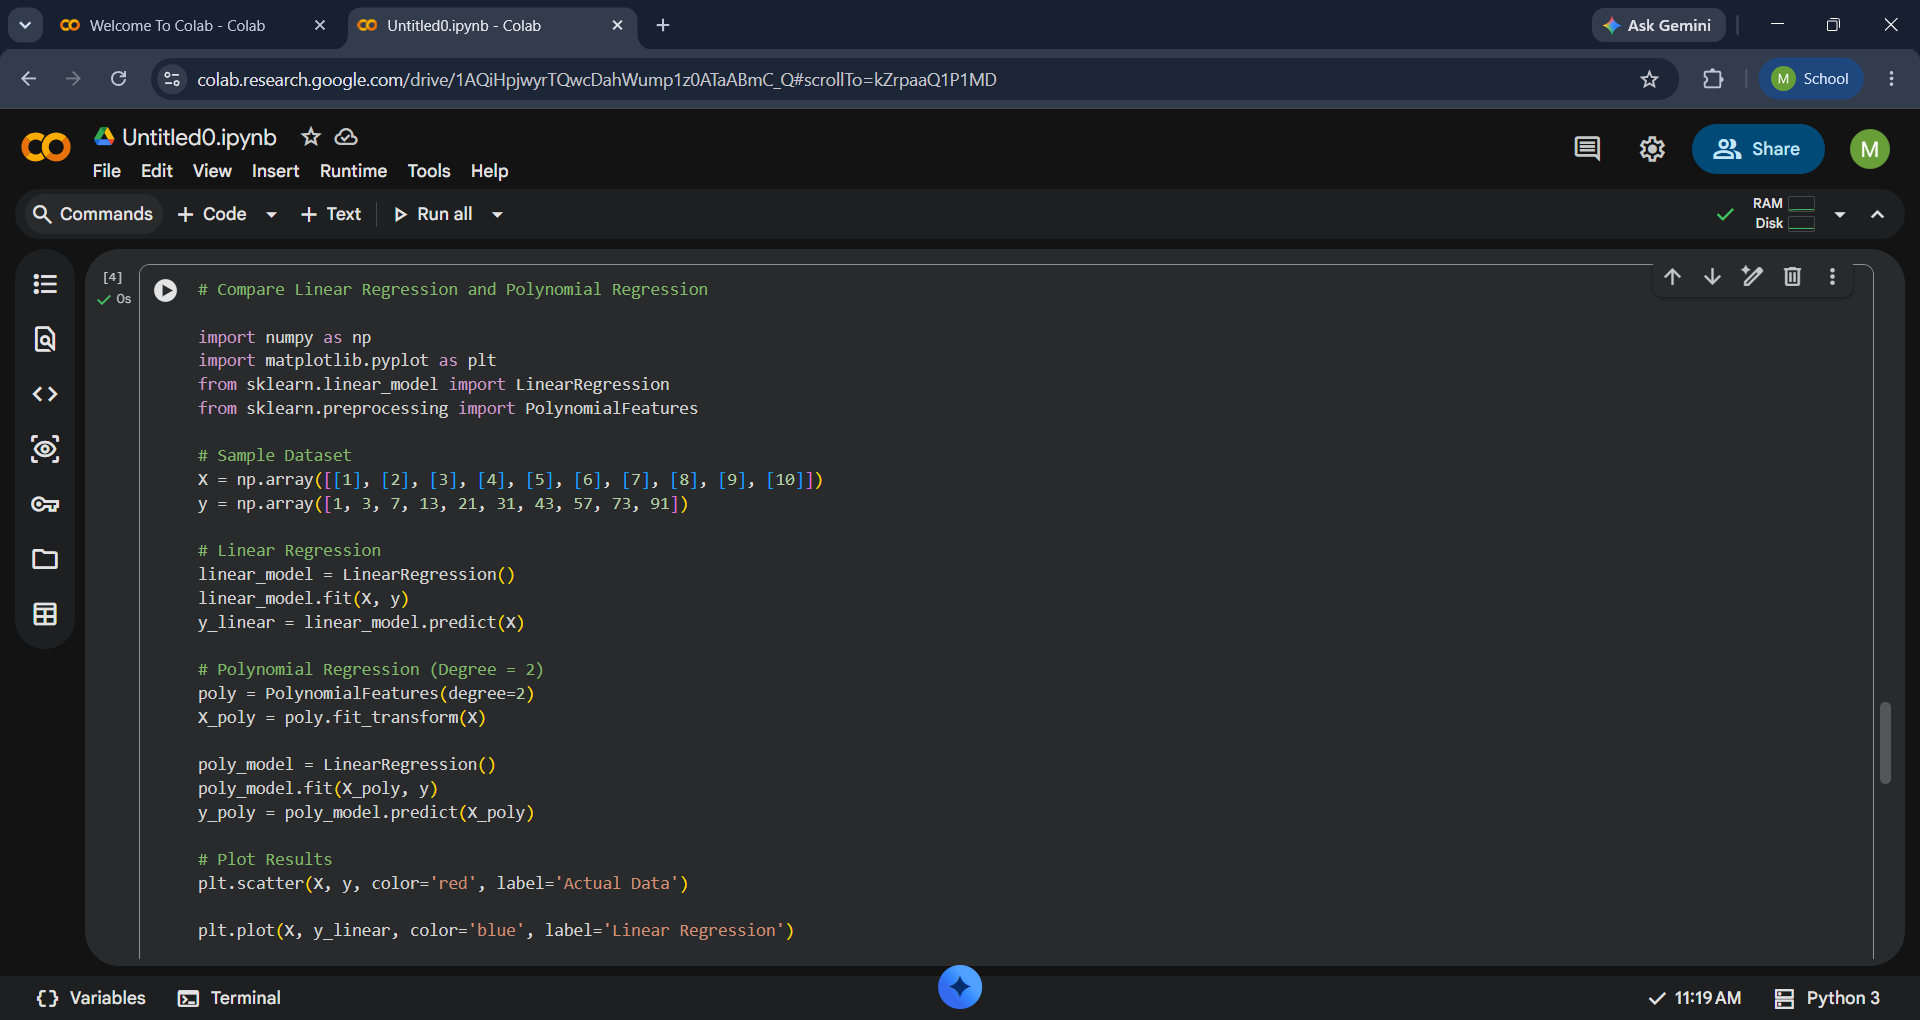 Welcome To Colab - Colab
Untitled0.ipynb - Colab
Ask Gemini
colab.research.google.com/drive/1AQiHpjwyrTQwcDahWump1z0ATaABmC_Q#scrollTo=kZrpaaQ1P1MD
M School
Untitled0.ipynb
Share
M
File Edit View Insert Runtime Tools Help
Commands + Code + Text Run all
RAM
Disk
[4]
0s
# Compare Linear Regression and Polynomial Regression
import numpy as np
import matplotlib.pyplot as plt
from sklearn.linear_model import LinearRegression
from sklearn.preprocessing import PolynomialFeatures
# Sample Dataset
X = np.array([[1], [2], [3], [4], [5], [6], [7], [8], [9], [10]])
y = np.array([1, 3, 7, 13, 21, 31, 43, 57, 73, 91])
# Linear Regression
linear_model = LinearRegression()
linear_model.fit(X, y)
y_linear = linear_model.predict(X)
# Polynomial Regression (Degree = 2)
poly = PolynomialFeatures(degree=2)
X_poly = poly.fit_transform(X)
poly_model = LinearRegression()
poly_model.fit(X_poly, y)
y_poly = poly_model.predict(X_poly)
# Plot Results
plt.scatter(X, y, color='red', label='Actual Data')
plt.plot(X, y_linear, color='blue', label='Linear Regression')
{} Variables Terminal
11:19 AM Python 3